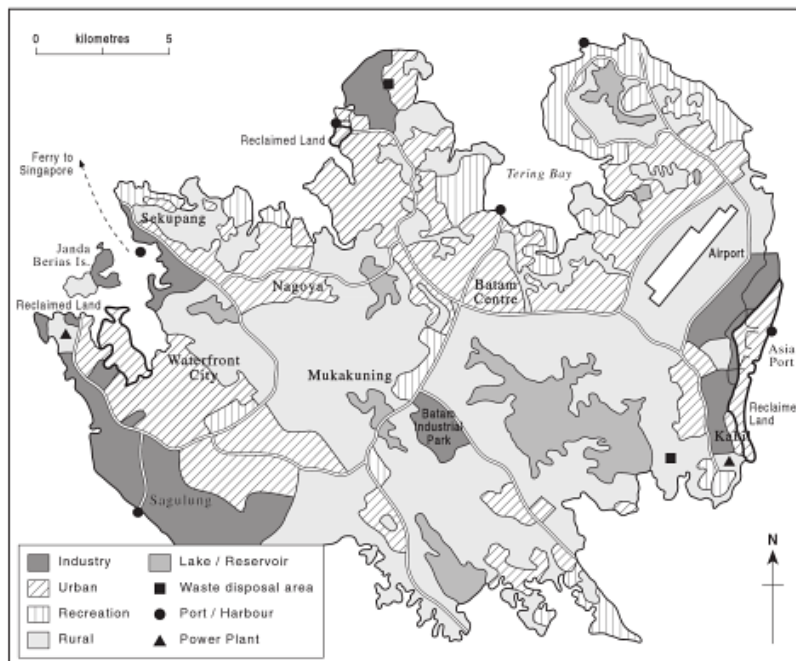 0 kilometres 5
Ferry to
Singapore
Reclaimed Land
Tering Bay
Sekupang
Janda
Berias Is.
Airport
Nagoya
Batam
Centre
Reclaimed Land
Waterfront
City
Mukakuning
Asia
Port
Batam
Industrial
Park
Reclaimed
Land
Kabil
Sagulung
N
Industry
Lake / Reservoir
Urban
Waste disposal area
Recreation
Port / Harbour
Rural
Power Plant